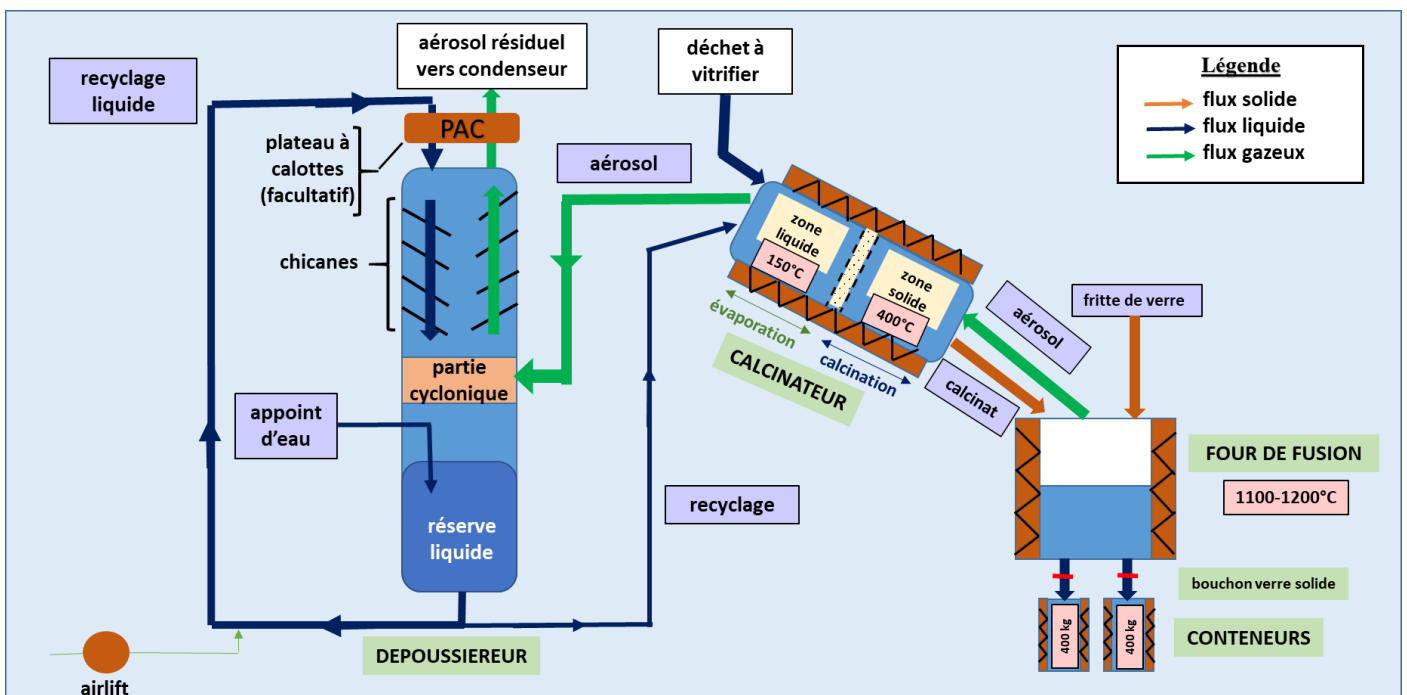 recyclage
liquide
aérosol résiduel
vers condenseur
déchet à
vitrifier
Légende
flux solide
flux liquide
flux gazeux
PAC
plateau à
calottes
(facultatif)
chicanes
aérosol
zone
liquide
150°C
zone
solide
400°C
évaporation
calcination
CALCINATEUR
aérosol
fritte de verre
calcinat
partie
cyclonique
appoint
d'eau
réserve
liquide
recyclage
FOUR DE FUSION
1100-1200°C
bouchon verre solide
400 kg
400 kg
CONTENEURS
DEPOUSSIEREUR
airlift